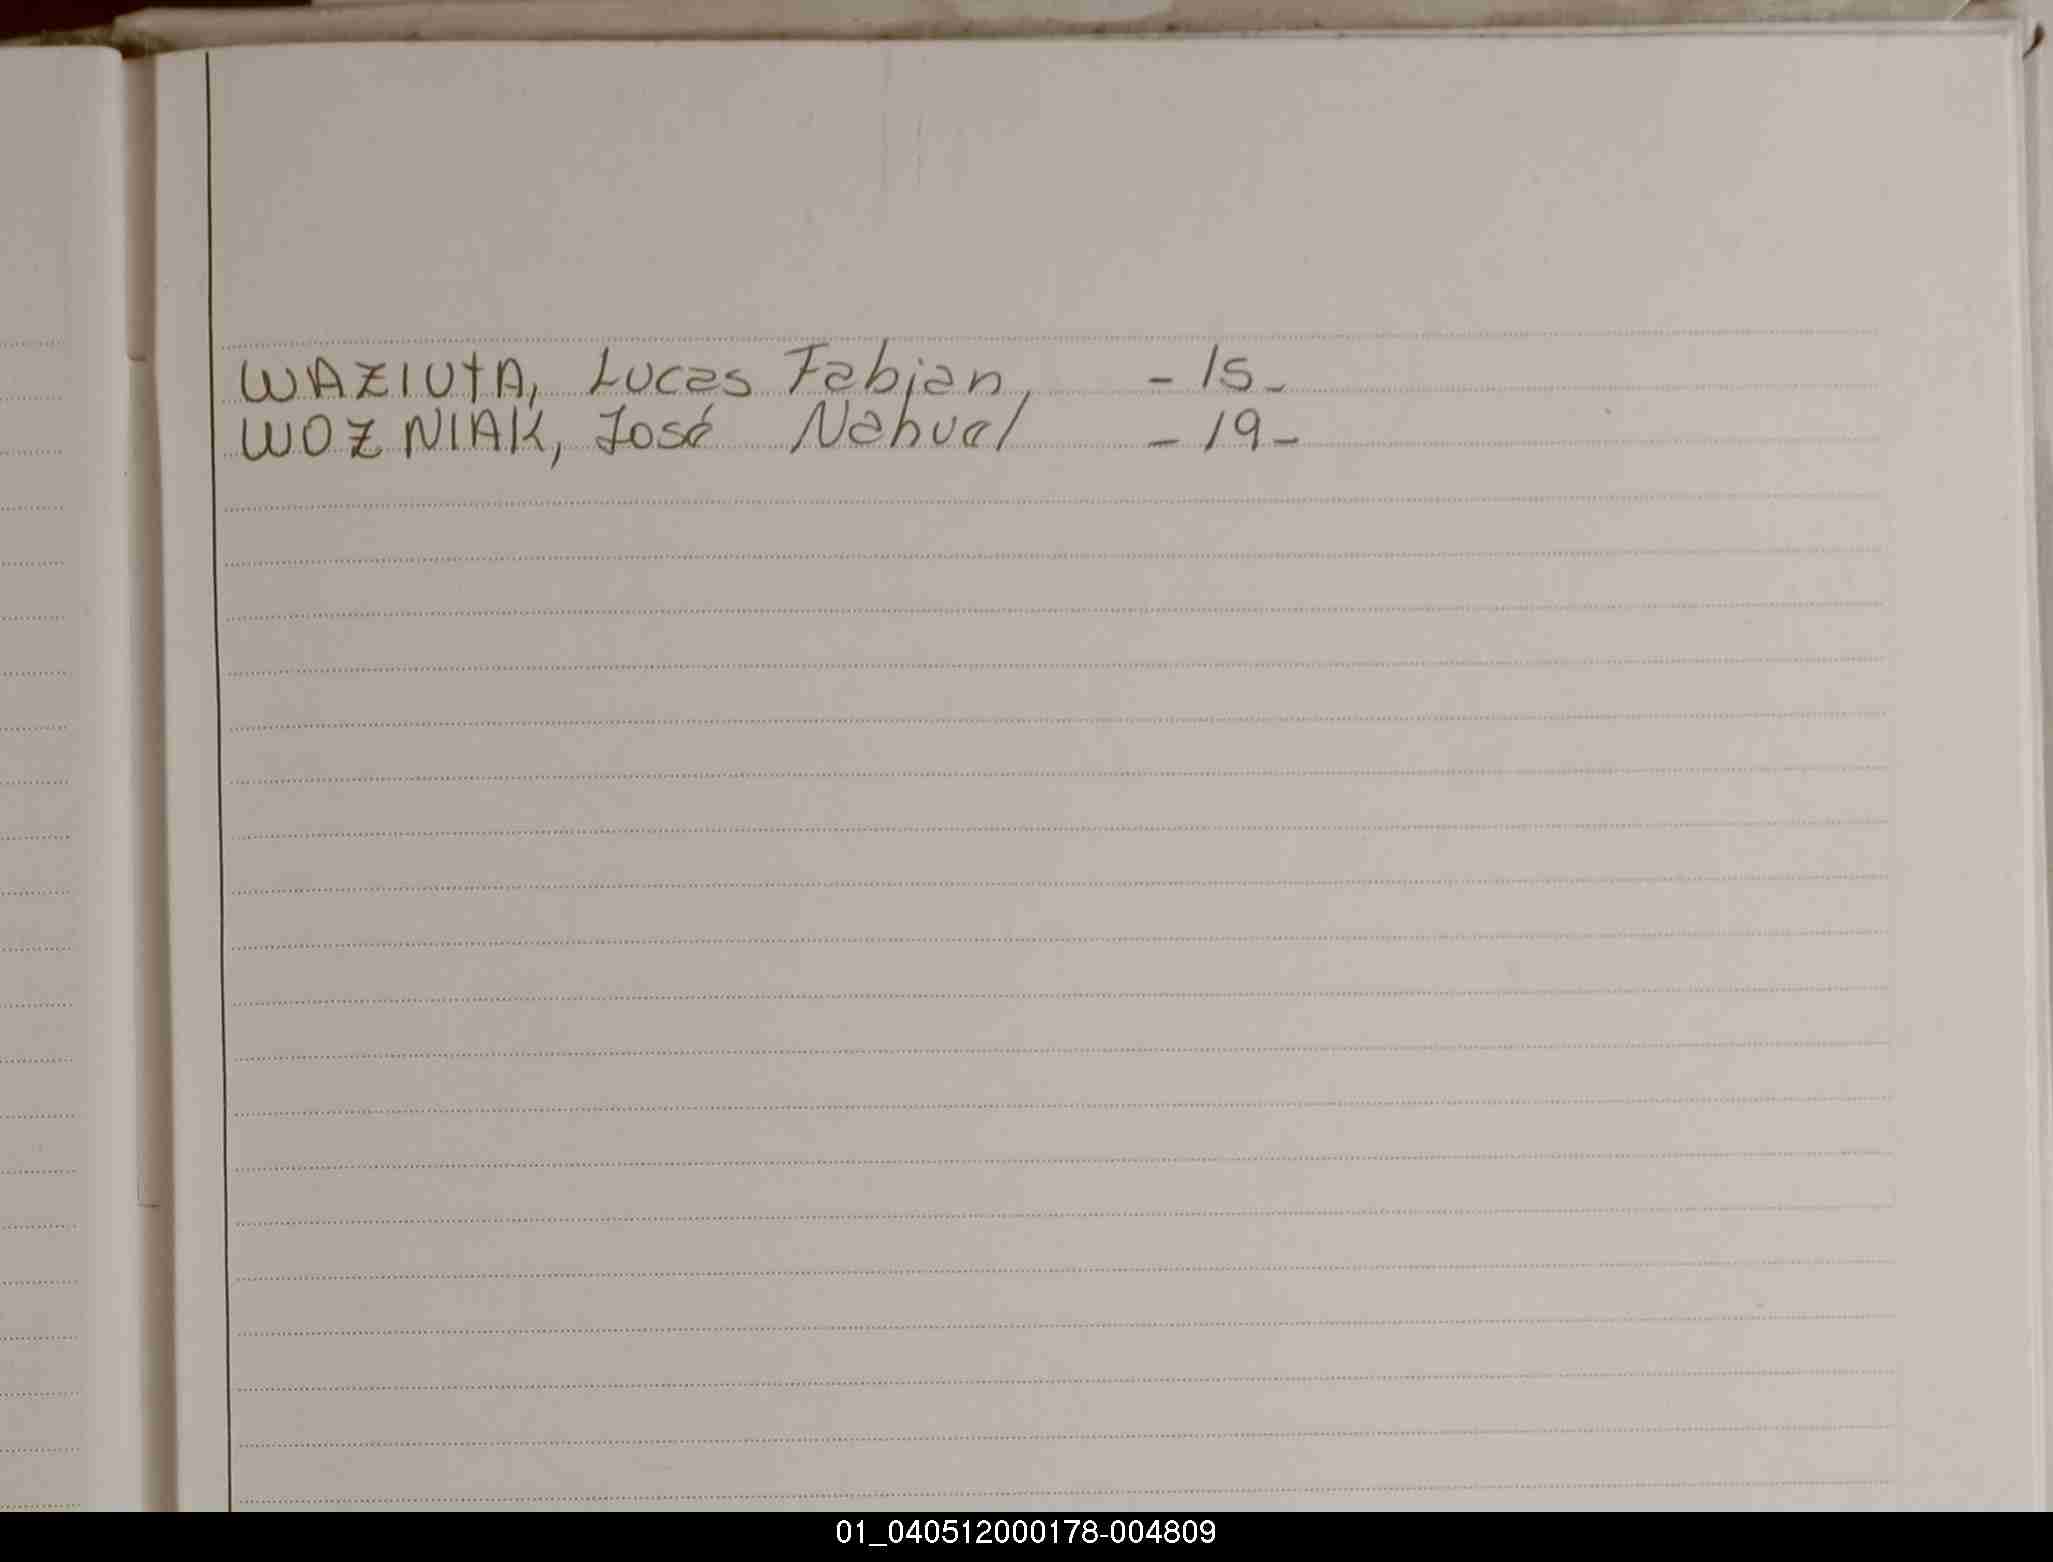 WAZIUTA, Lucas Fabian, - 15 -
WOZNIAK, José Nahuel - 19 -
01_040512000178-004809